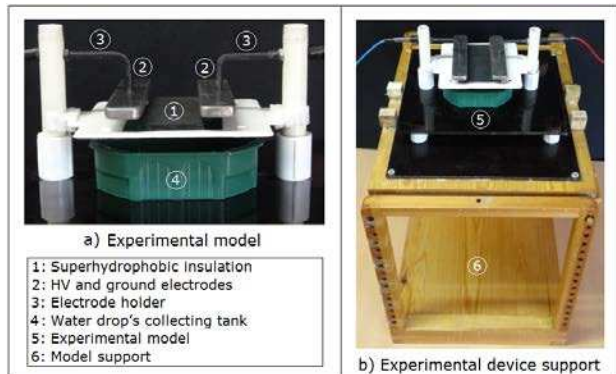 3
3
2
2
1
4
a) Experimental model
1: Superhydrophobic insulation
2: HV and ground electrodes
3: Electrode holder
4: Water drop's collecting tank
5: Experimental model
6: Model support
5
6
b) Experimental device support